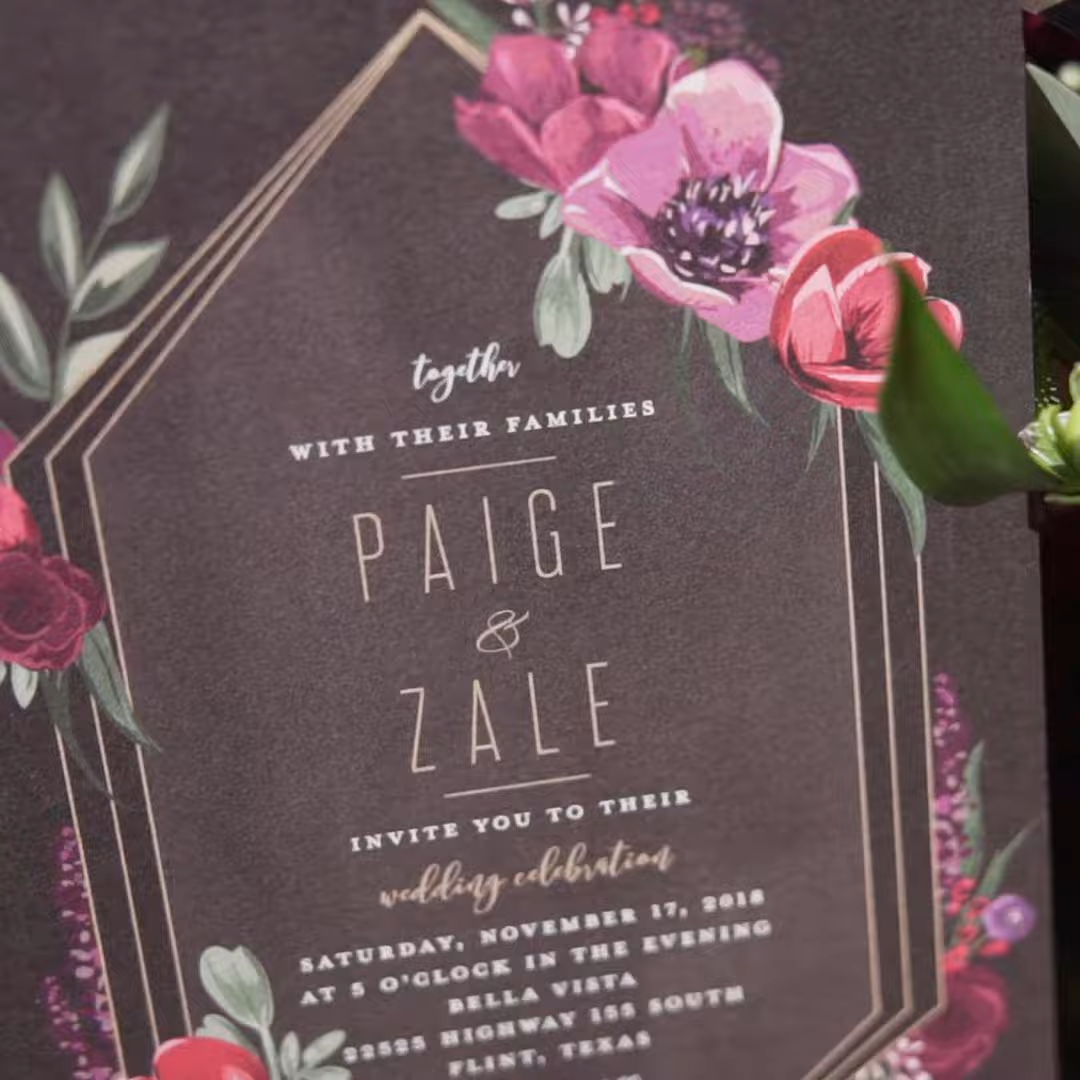 together
WITH THEIR FAMILIES
PAIGE
&
ZALE
INVITE YOU TO THEIR
wedding celebration
SATURDAY, NOVEMBER 17, 2018
AT 5 O'CLOCK IN THE EVENING
BELLA VISTA
22525 HIGHWAY 155 SOUTH
FLINT, TEXAS